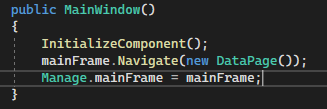 public MainWindow()
{
InitializeComponent();
mainFrame.Navigate(new DataPage());
Manage.mainFrame = mainFrame;
}